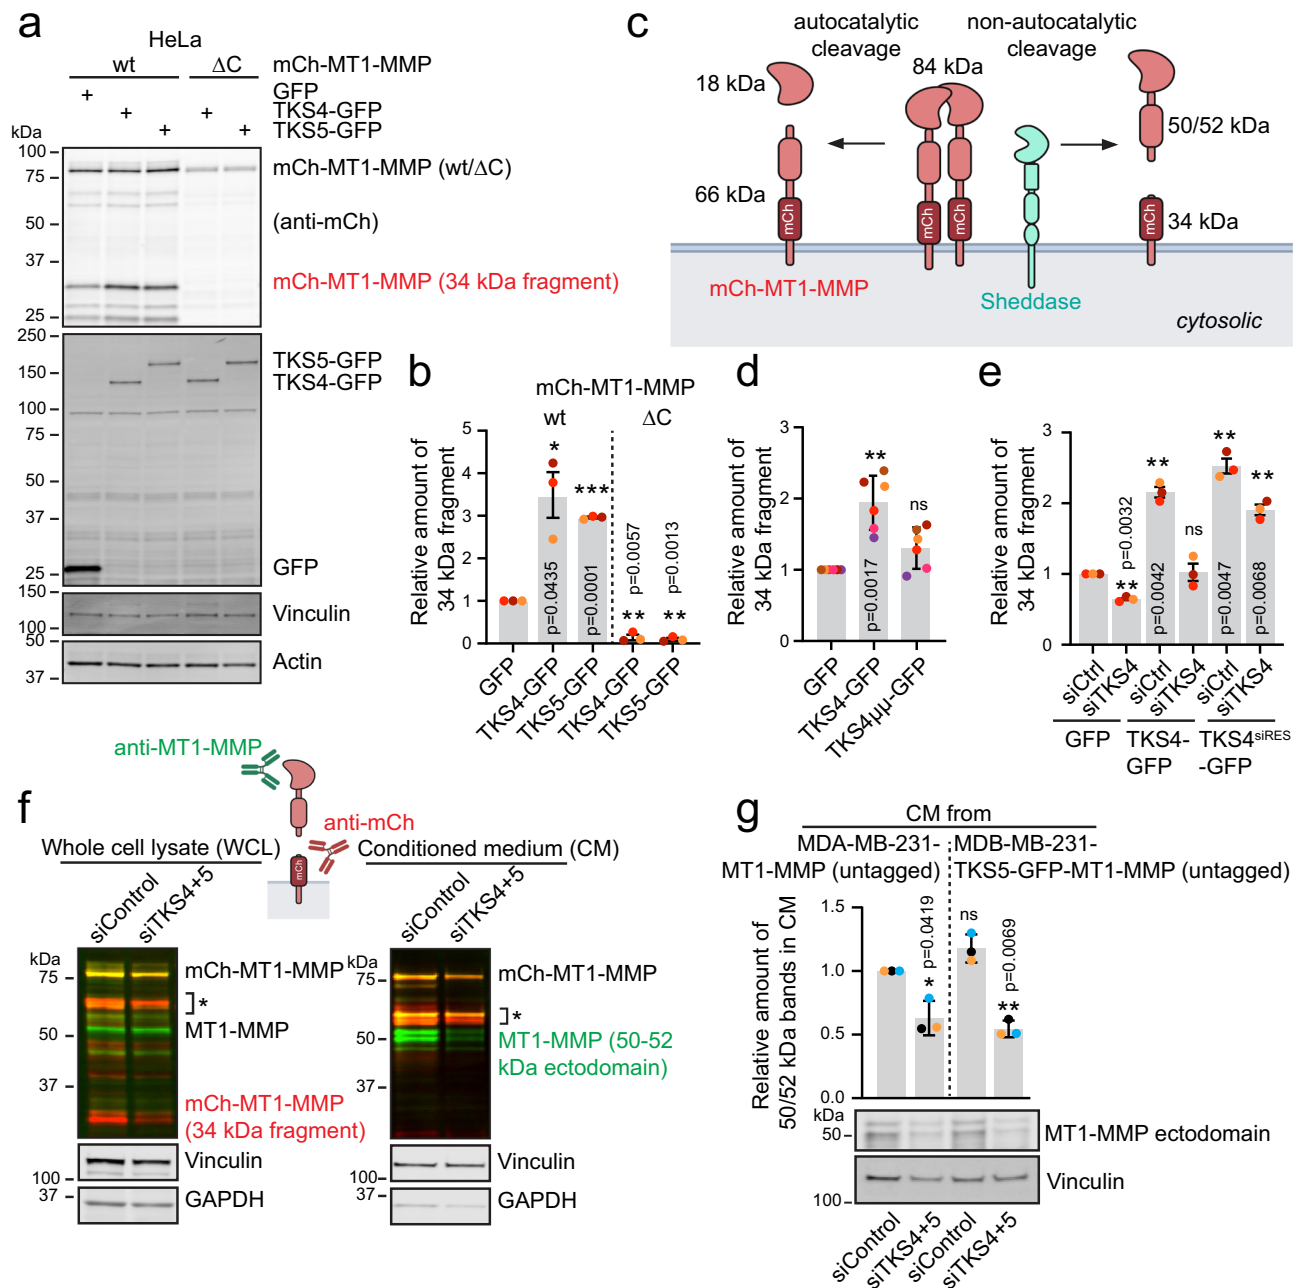 a
HeLa
wt ΔC mCh-MT1-MMP
+ GFP
+ + TKS4-GFP
+ + TKS5-GFP
kDa
100
75
50
37
25
mCh-MT1-MMP (wt/ΔC)
(anti-mCh)
mCh-MT1-MMP (34 kDa fragment)
250
150
100
75
50
37
25
TKS5-GFP
TKS4-GFP
GFP
150
100
Vinculin
50
37
Actin
b
mCh-MT1-MMP
wt ΔC
Relative amount of
34 kDa fragment
5
4
3
2
1
0
* *** ** **
p=0.0435
p=0.0001
p=0.0057
p=0.0013
GFP
TKS4-GFP
TKS5-GFP
TKS4-GFP
TKS5-GFP
c
autocatalytic
cleavage
non-autocatalytic
cleavage
18 kDa
84 kDa
50/52 kDa
66 kDa
34 kDa
mCh
mCh
mCh
mCh
mCh-MT1-MMP
Sheddase
cytosolic
d
Relative amount of
34 kDa fragment
3
2
1
0
**
ns
p=0.0017
GFP
TKS4-GFP
TKS4µµ-GFP
e
Relative amount of
34 kDa fragment
3
2
1
0
** ** ns ** **
p=0.0032
p=0.0042
p=0.0047
p=0.0068
siCtrl
siTKS4
siCtrl
siTKS4
siCtrl
siTKS4
GFP TKS4-GFP TKS4siRES-GFP
f
anti-MT1-MMP
anti-mCh
mCh
Whole cell lysate (WCL)
siControl
siTKS4+5
kDa
75
50
37
mCh-MT1-MMP
*
MT1-MMP
mCh-MT1-MMP
(34 kDa fragment)
100
Vinculin
37
GAPDH
Conditioned medium (CM)
siControl
siTKS4+5
kDa
75
50
37
mCh-MT1-MMP
*
MT1-MMP (50-52
kDa ectodomain)
100
Vinculin
37
GAPDH
g
CM from
MDA-MB-231-
MT1-MMP (untagged)
MDB-MB-231-
TKS5-GFP-MT1-MMP (untagged)
Relative amount of
50/52 kDa bands in CM
1.5
1.0
0.5
0.0
* ns **
p=0.0419
p=0.0069
kDa
50
MT1-MMP ectodomain
Vinculin
100
siControl
siTKS4+5
siControl
siTKS4+5